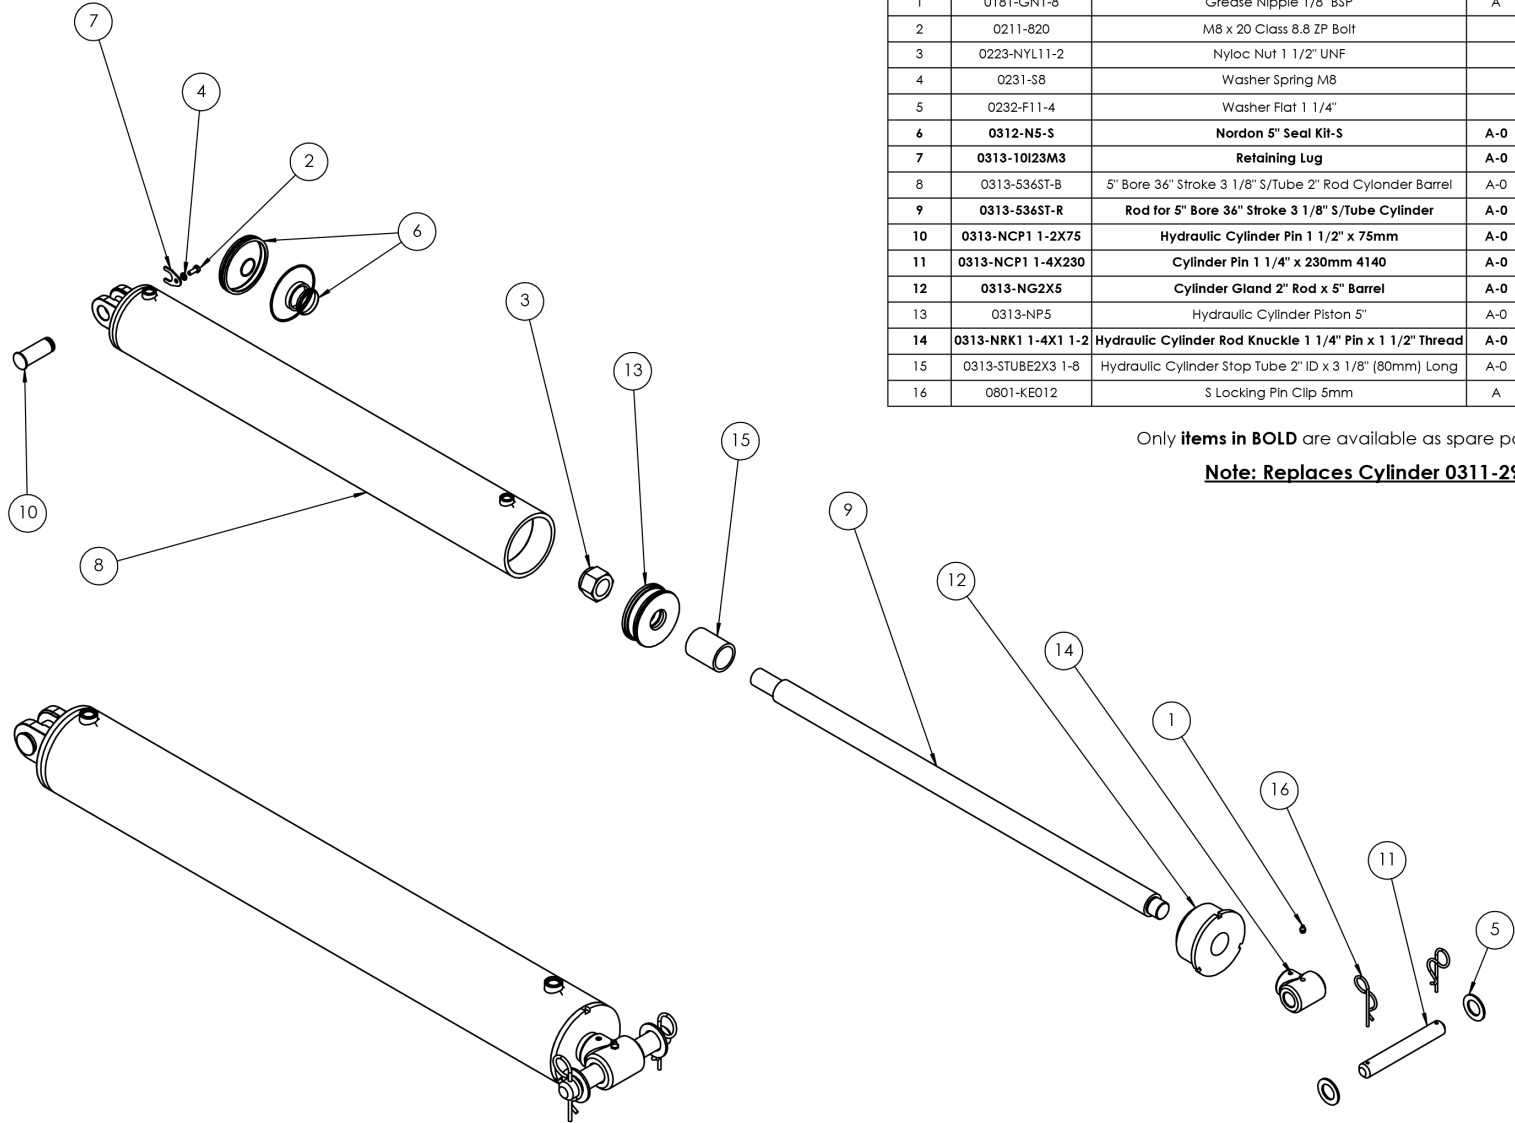 1 0181-GN1-8 Grease Nipple 1/8" BSP A
2 0211-820 M8 x 20 Class 8.8 ZP Bolt
3 0223-NYL11-2 Nyloc Nut 1 1/2" UNF
4 0231-S8 Washer Spring M8
5 0232-F11-4 Washer Flat 1 1/4"
6 0312-N5-S Nordon 5" Seal Kit-S A-0
7 0313-10I23M3 Retaining Lug A-0
8 0313-536ST-B 5" Bore 36" Stroke 3 1/8" S/Tube 2" Rod Cylonder Barrel A-0
9 0313-536ST-R Rod for 5" Bore 36" Stroke 3 1/8" S/Tube Cylinder A-0
10 0313-NCP1 1-2X75 Hydraulic Cylinder Pin 1 1/2" x 75mm A-0
11 0313-NCP1 1-4X230 Cylinder Pin 1 1/4" x 230mm 4140 A-0
12 0313-NG2X5 Cylinder Gland 2" Rod x 5" Barrel A-0
13 0313-NP5 Hydraulic Cylinder Piston 5" A-0
14 0313-NRK1 1-4X1 1-2 Hydraulic Cylinder Rod Knuckle 1 1/4" Pin x 1 1/2" Thread A-0
15 0313-STUBE2X3 1-8 Hydraulic Cylinder Stop Tube 2" ID x 3 1/8" (80mm) Long A-0
16 0801-KE012 S Locking Pin Clip 5mm A
Only items in BOLD are available as spare
Note: Replaces Cylinder 0311-2
7
4
2
6
3
13
15
10
8
9
12
14
1
16
11
5